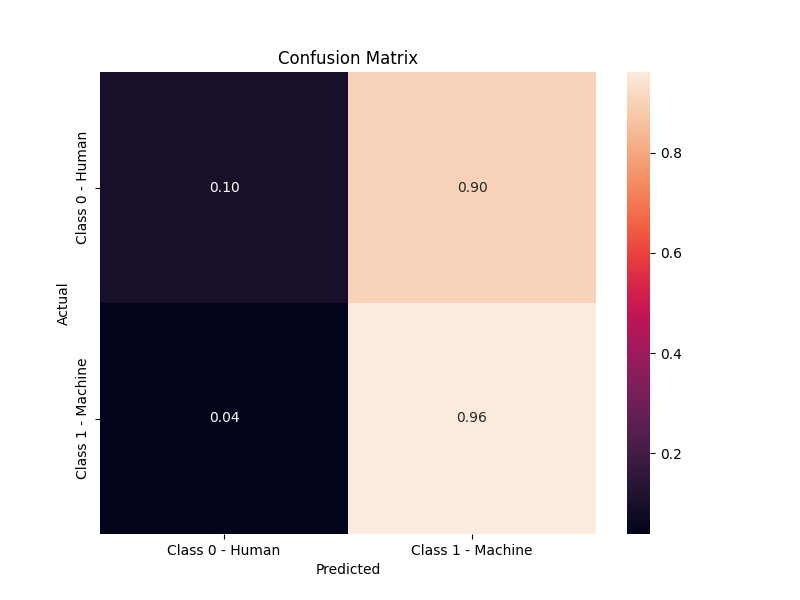 Confusion Matrix
Class 0 - Human
0.10
0.90
Actual
Class 1 - Machine
0.04
0.96
Class 0 - Human
Class 1 - Machine
Predicted
0.8
0.6
0.4
0.2